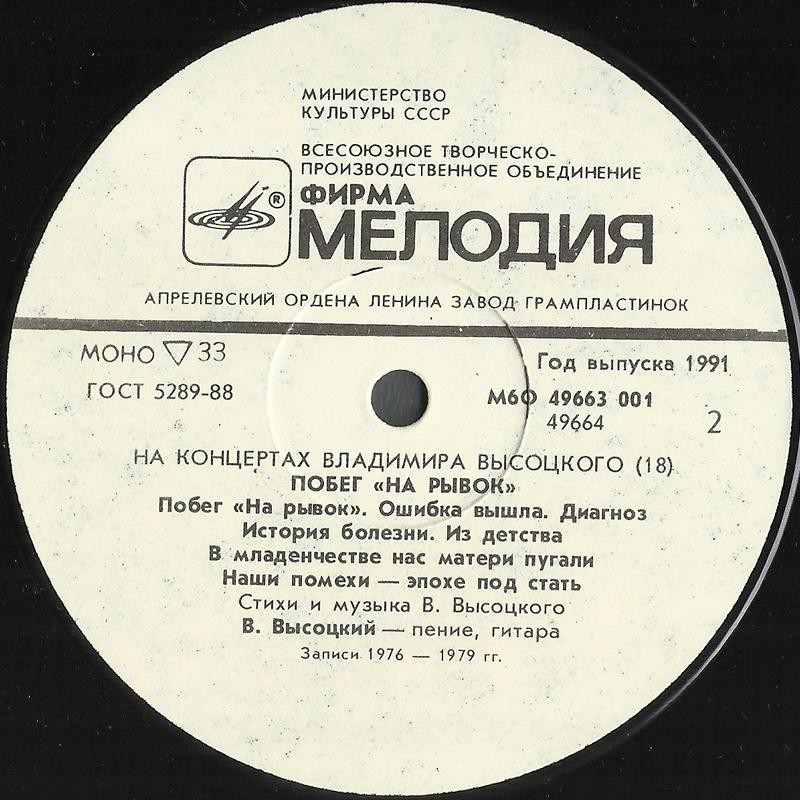 МИНИСТЕРСТВО
КУЛЬТУРЫ СССР
ВСЕСОЮЗНОЕ ТВОРЧЕСКО-
ПРОИЗВОДСТВЕННОЕ ОБЪЕДИНЕНИЕ
®
ФИРМА
МЕЛОДИЯ
АПРЕЛЕВСКИЙ ОРДЕНА ЛЕНИНА ЗАВОД ГРАМПЛАСТИНОК
МОНО ▽ 33
Год выпуска 1991
ГОСТ 5289-88
М60 49663 001
49664
2
НА КОНЦЕРТАХ ВЛАДИМИРА ВЫСОЦКОГО (18)
ПОБЕГ «НА РЫВОК»
Побег «На рывок». Ошибка вышла. Диагноз
История болезни. Из детства
В младенчестве нас матери пугали
Наши помехи — эпохе под стать
Стихи и музыка В. Высоцкого
В. Высоцкий — пение, гитара
Записи 1976 — 1979 гг.